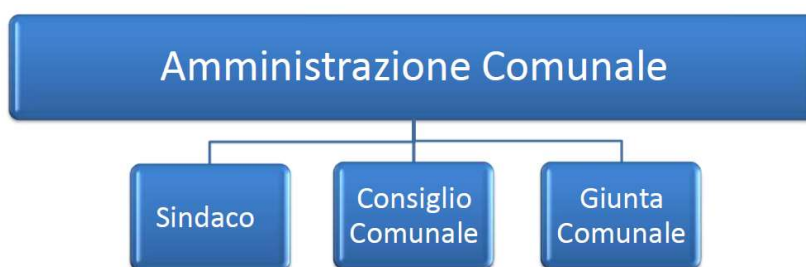 Amministrazione Comunale
Sindaco
Consiglio
Comunale
Giunta
Comunale